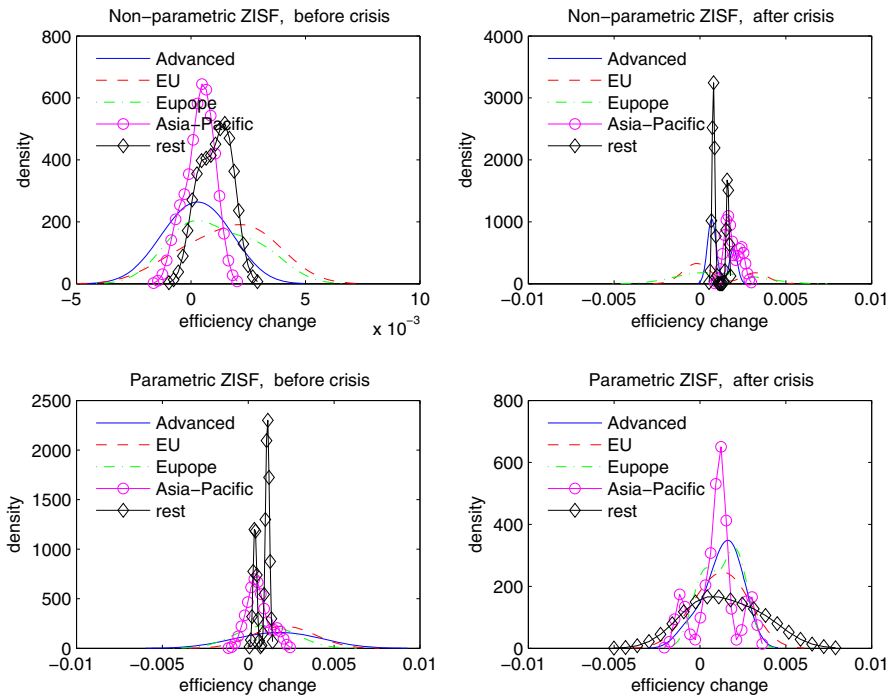 Non-parametric ZISF, before crisis
800
600
400
200
0
density
Advanced
EU
Eupope
Asia-Pacific
rest
-5
0
5
10
efficiency change
x 10^-3
Non-parametric ZISF, after crisis
4000
3000
2000
1000
0
density
Advanced
EU
Eupope
Asia-Pacific
rest
-0.01
-0.005
0
0.005
0.01
efficiency change
Parametric ZISF, before crisis
2500
2000
1500
1000
500
0
density
Advanced
EU
Eupope
Asia-Pacific
rest
-0.01
-0.005
0
0.005
0.01
efficiency change
Parametric ZISF, after crisis
800
600
400
200
0
density
Advanced
EU
Eupope
Asia-Pacific
rest
-0.01
-0.005
0
0.005
0.01
efficiency change